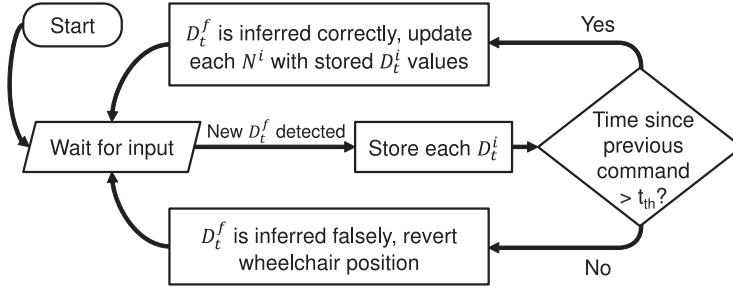 Start
D_t^f is inferred correctly, update
each N^i with stored D_t^i values
Yes
Wait for input
New D_t^f detected
Store each D_t^i
Time since
previous
command
> t_th?
D_t^f is inferred falsely, revert
wheelchair position
No